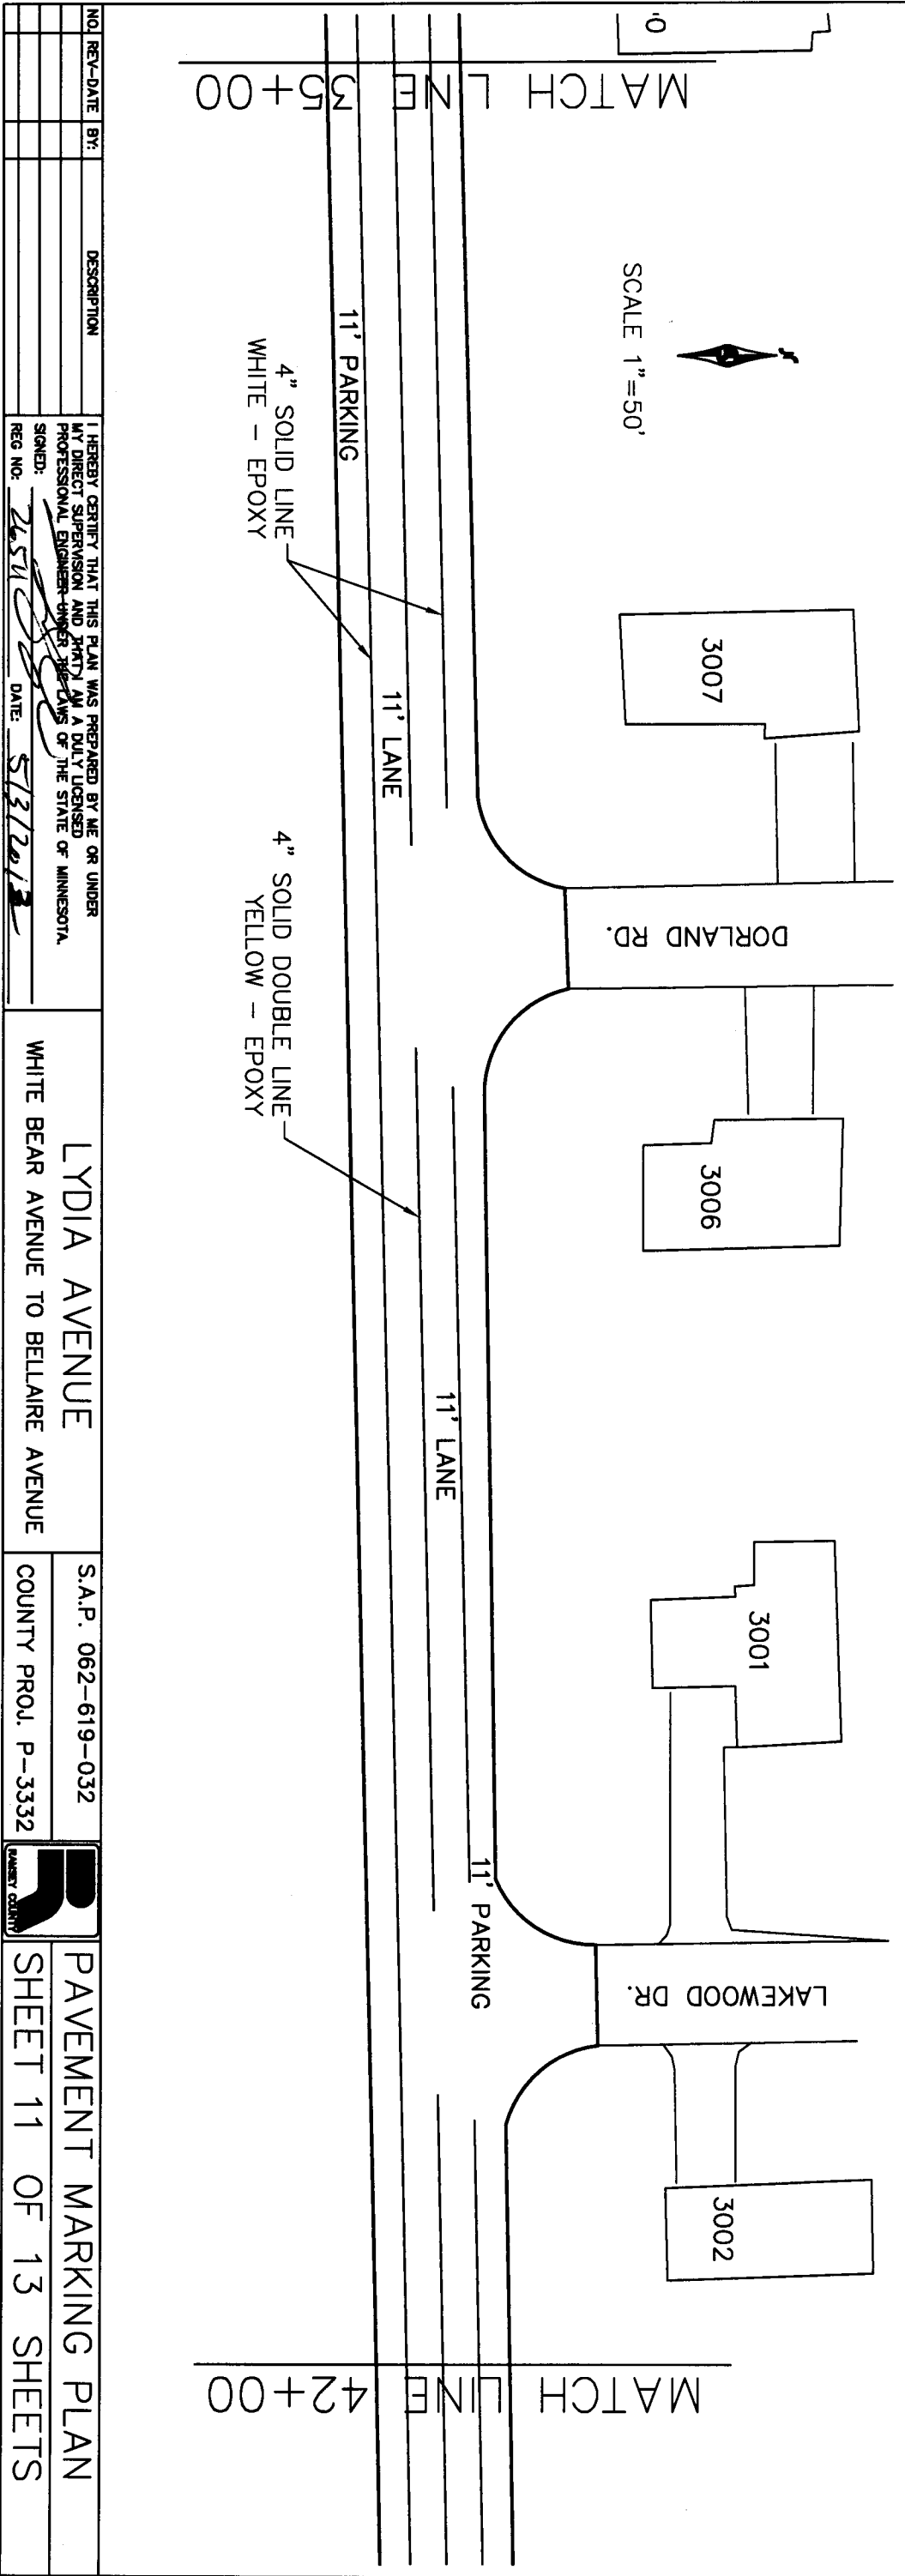 MATCH LINE 35+00
SCALE 1"=50'
3007
DORLAND RD.
3006
3001
LAKEWOOD DR.
3002
MATCH LINE 42+00
11' PARKING
11' LANE
11' LANE
11' PARKING
4" SOLID LINE
WHITE - EPOXY
4" SOLID DOUBLE LINE
YELLOW - EPOXY
NO. REV-DATE BY: DESCRIPTION
I HEREBY CERTIFY THAT THIS PLAN WAS PREPARED BY ME OR UNDER
MY DIRECT SUPERVISION AND THAT I AM A DULY LICENSED
PROFESSIONAL ENGINEER UNDER THE LAWS OF THE STATE OF MINNESOTA.
SIGNED:
REG NO: DATE: 5/3/2013
LYDIA AVENUE
WHITE BEAR AVENUE TO BELLAIRE AVENUE
S.A.P. 062-619-032
COUNTY PROJ. P-3332
RAMSEY COUNTY
PAVEMENT MARKING PLAN
SHEET 11 OF 13 SHEETS